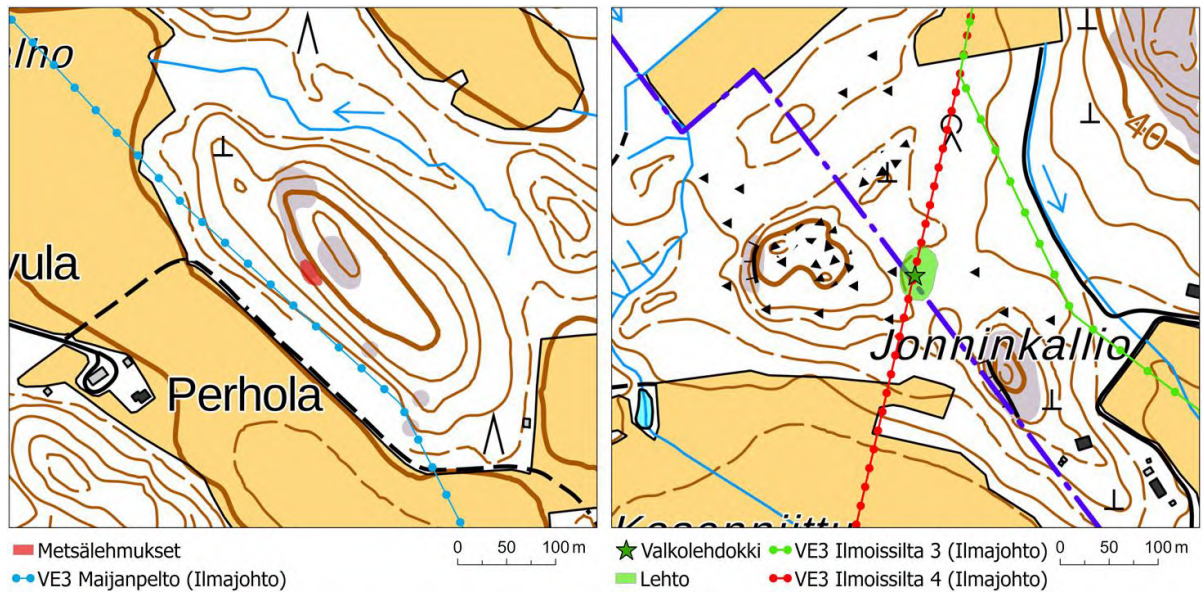 alho
vula
Perhola
Metsälehmukset
VE3 Maijanpelto (Ilmajohto)
0 50 100 m
40
Jonninkallio
Valkolehdokki
VE3 Ilmoissilta 3 (Ilmajohto)
Lehto
VE3 Ilmoissilta 4 (Ilmajohto)
0 50 100 m